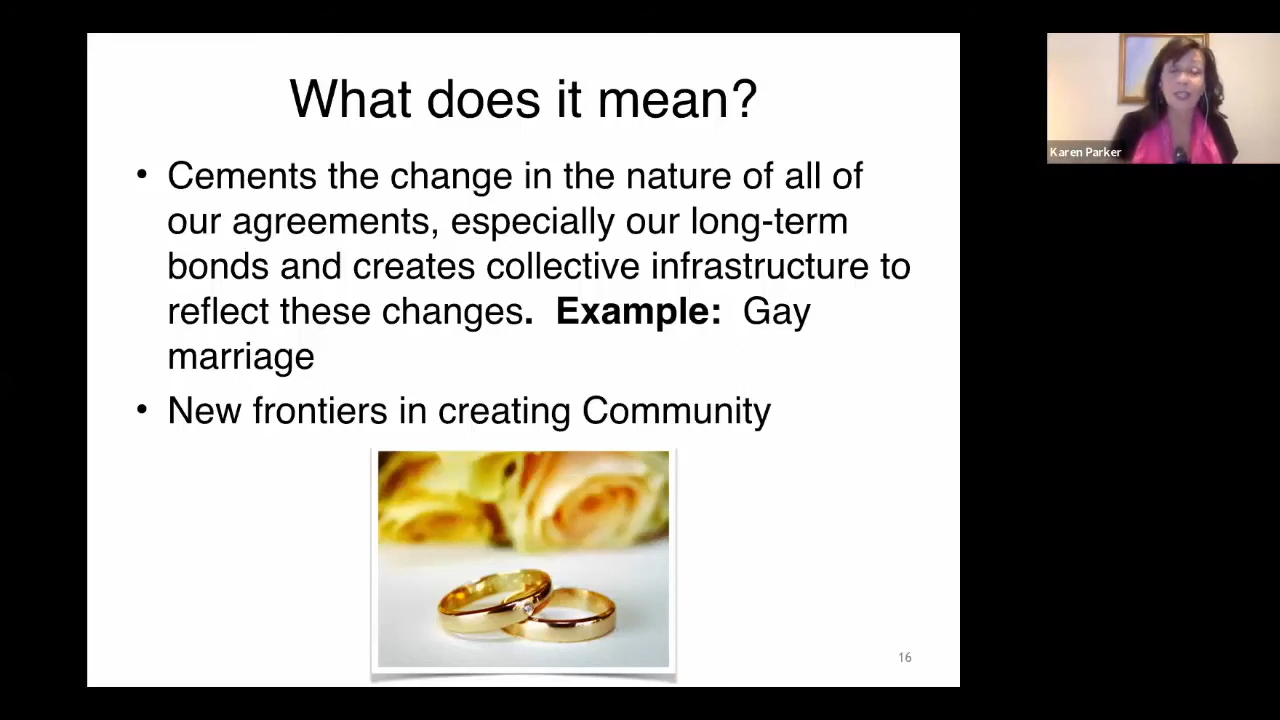 What does it mean?
• Cements the change in the nature of all of
our agreements, especially our long-term
bonds and creates collective infrastructure to
reflect these changes.  Example:  Gay
marriage
• New frontiers in creating Community
16
Karen Parker